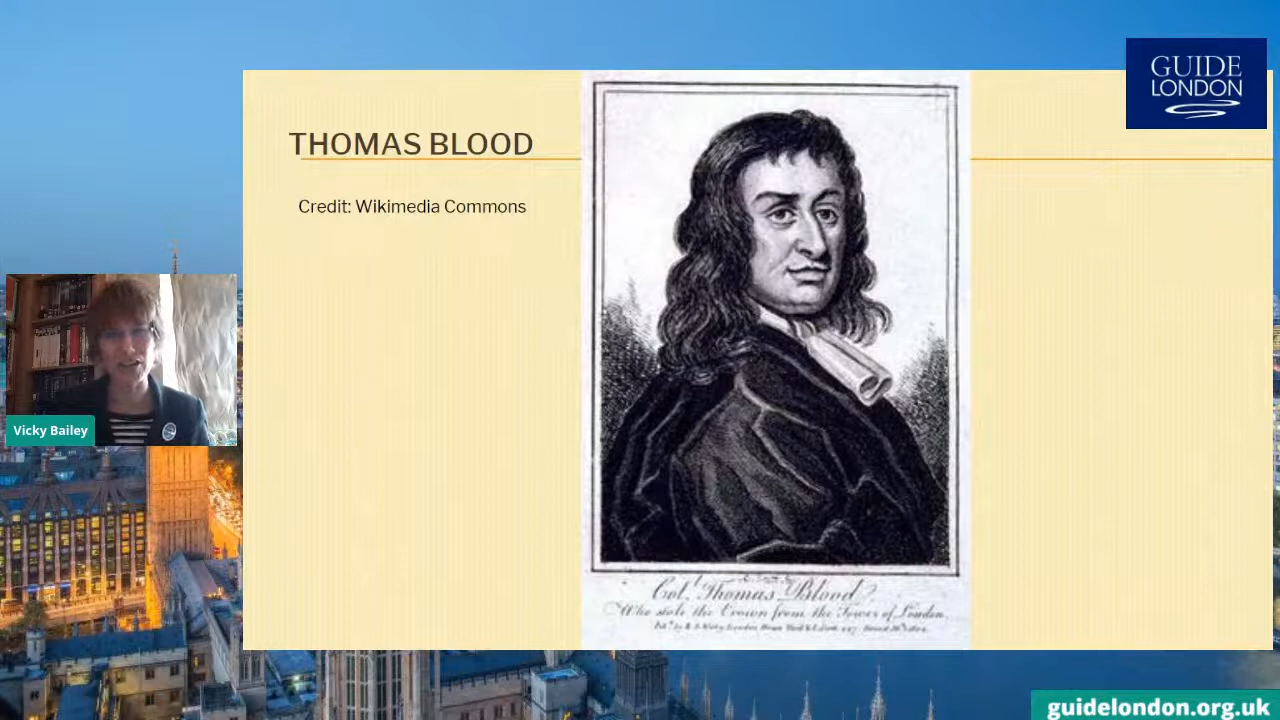 GUIDE
LONDON
THOMAS BLOOD
Credit: Wikimedia Commons
Vicky Bailey
Col. Thomas Blood
Who stole the Crown from the Tower of London.
guidelondon.org.uk